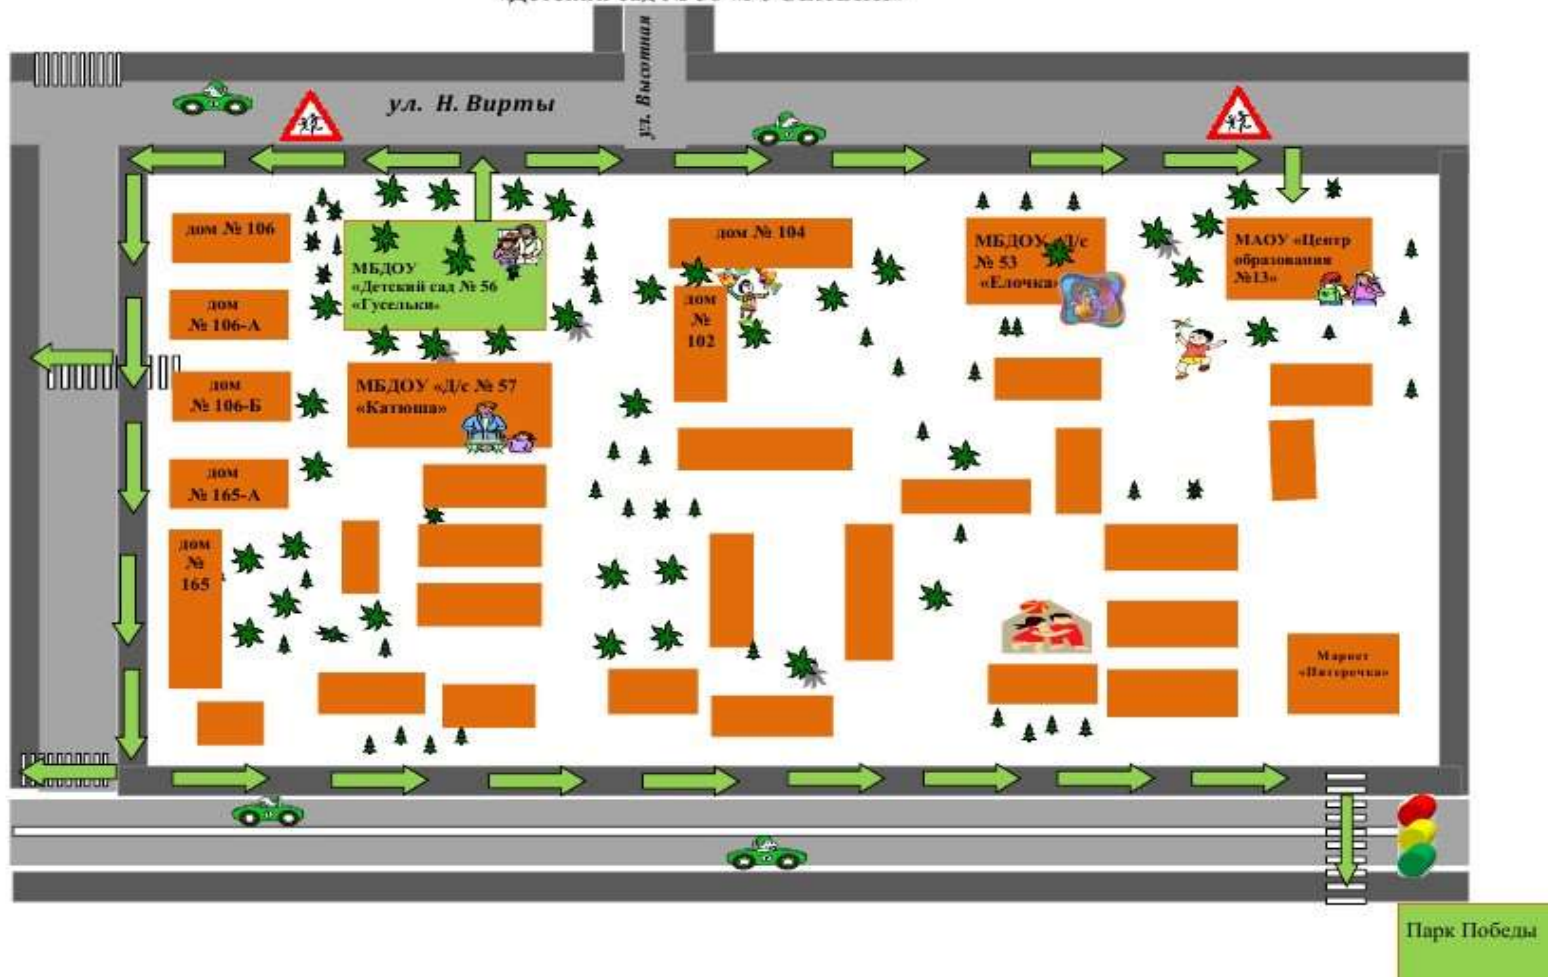 ул. Высотная
ул. Н. Вирты
дом № 106
МБДОУ
«Детский сад № 56
«Гусельки»
дом № 104
МБДОУ «Д/с
№ 53
«Елочка»
МАОУ «Центр
образования
№13»
дом
№ 106-А
дом
№
102
дом
№ 106-Б
МБДОУ «Д/с № 57
«Катюша»
дом
№ 165-А
дом
№
165
Маркет
«Пятерочка»
Парк Победы